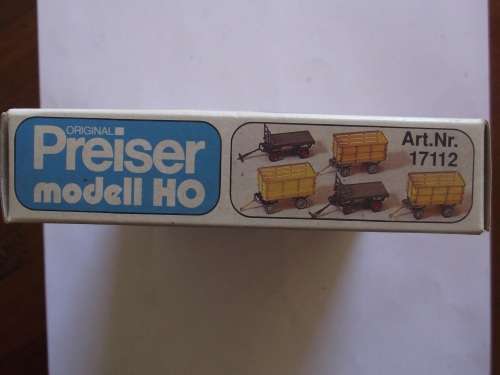 ORIGINAL
Preiser
modell HO
Art.Nr.
17112